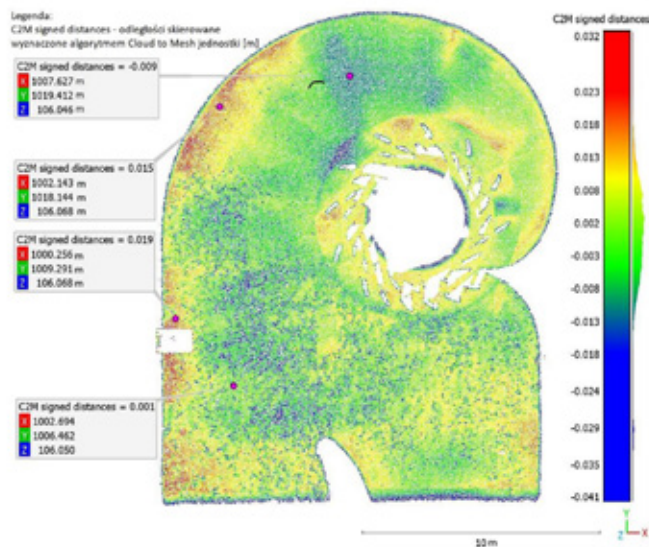 Legenda:
C2M signed distances - odległości skierowane
wyznaczone algorytmem Cloud to Mesh jednostki [m]
C2M signed distances = -0.009
X 1007.627 m
Y 1019.412 m
Z 106.046 m
C2M signed distances = 0.015
X 1002.143 m
Y 1018.144 m
Z 106.068 m
C2M signed distances = 0.019
X 1000.256 m
Y 1009.291 m
Z 106.068 m
C2M signed distances = 0.001
X 1002.694
Y 1006.462
Z 106.050
C2M signed distances
0.032
0.023
0.018
0.013
0.008
0.002
-0.003
-0.008
-0.013
-0.018
-0.024
-0.029
-0.035
-0.041
10 m
Y
Z X